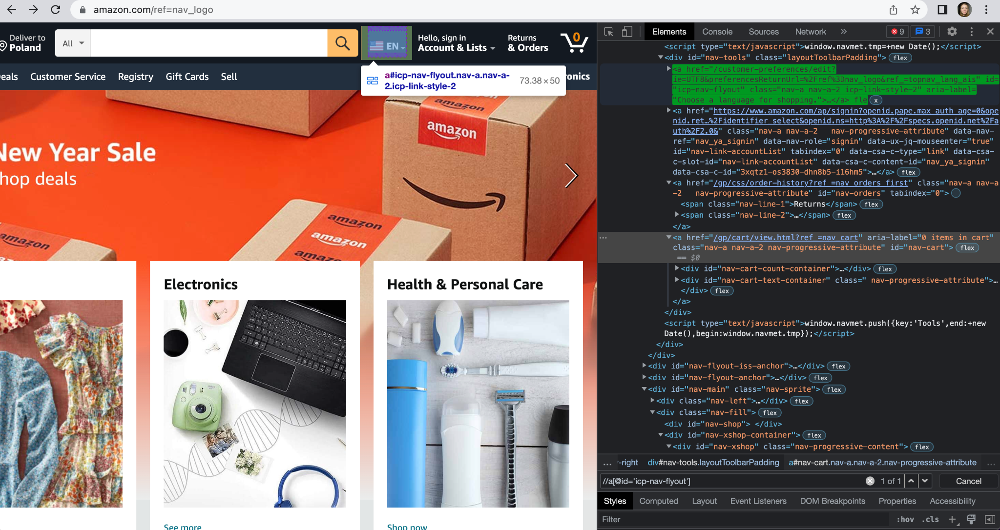 amazon.com/ref=nav_logo
Deliver to
Poland
All
EN
Hello, sign in
Account & Lists
Returns
& Orders
0
eals
Customer Service
Registry
Gift Cards
Sell
ronics
a#icp-nav-flyout.nav-a.nav-a-
2.icp-link-style-2
73.38 × 50
New Year Sale
hop deals
amazon
amazon
amazon
amazon
amazon
amazon
Electronics
Health & Personal Care
See more
Shop now
Elements
Console
Sources
Network
9
3
<script type="text/javascript">window.navmet.tmp=+new Date();</script>
<div id="nav-tools" class="layoutToolbarPadding"> flex
<a href="/customer-preferences/edit?
ie=UTF8&preferencesReturnUrl=%2Fref%3Dnav_logo&ref_=topnav_lang_ais" id=
"icp-nav-flyout" class="nav-a nav-a-2 icp-link-style-2" aria-label=
"Choose a language for shopping.">…</a> fle x
<a href="https://www.amazon.com/ap/signin?openid.pape.max_auth_age=0&ope
nid.ret…%2Fidentifier_select&openid.ns=http%3A%2F%2Fspecs.openid.net%2Fa
uth%2F2.0&" class="nav-a nav-a-2   nav-progressive-attribute" data-nav-
ref="nav_ya_signin" data-nav-role="signin" data-ux-jq-mouseenter="true"
id="nav-link-accountList" tabindex="0" data-csa-c-type="link" data-csa-
c-slot-id="nav-link-accountList" data-csa-c-content-id="nav_ya_signin"
data-csa-c-id="3xqtz1-os3830-dhn8b5-i16hm5">…</a> flex
<a href="/gp/css/order-history?ref_=nav_orders_first" class="nav-a nav-a
-2   nav-progressive-attribute" id="nav-orders" tabindex="0">
<span class="nav-line-1">Returns</span> flex
<span class="nav-line-2">…</span> flex
</a>
<a href="/gp/cart/view.html?ref_=nav_cart" aria-label="0 items in cart"
class="nav-a nav-a-2 nav-progressive-attribute" id="nav-cart"> flex
== $0
<div id="nav-cart-count-container">…</div> flex
<div id="nav-cart-text-container" class=" nav-progressive-attribute">…
</div> flex
</a>
</div>
<script type="text/javascript">window.navmet.push({key:'Tools',end:+new
Date(),begin:window.navmet.tmp});</script>
</div>
</div>
<div id="nav-flyout-iss-anchor">…</div> flex
<div id="nav-flyout-anchor">…</div> flex
<div id="nav-main" class="nav-sprite"> flex
<div class="nav-left">…</div> flex
<div class="nav-fill"> flex
<div id="nav-shop"> </div>
<div id="nav-xshop-container"> flex
<div id="nav-xshop" class="nav-progressive-content"> flex
… -right div#nav-tools.layoutToolbarPadding a#nav-cart.nav-a.nav-a-2.nav-progressive-attribute …
//a[@id='icp-nav-flyout']
1 of 1
Cancel
Styles
Computed
Layout
Event Listeners
DOM Breakpoints
Properties
Accessibility
Filter
:hov
.cls